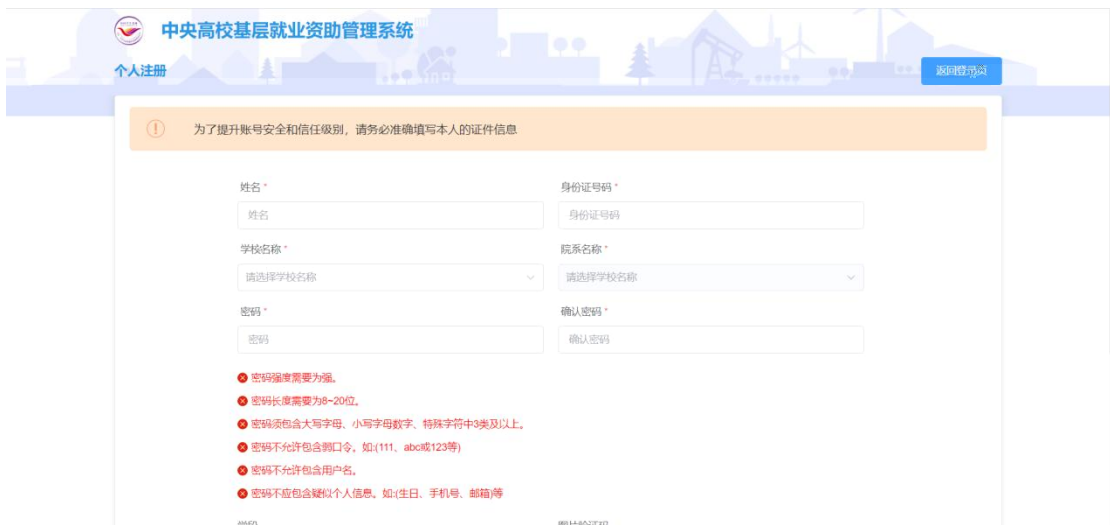 中央高校基层就业资助管理系统
个人注册
返回登录页
为了提升账号安全和信任级别，请务必准确填写本人的证件信息
姓名 * 身份证号码 *
姓名 身份证号码
学校名称 * 院系名称 *
请选择学校名称 请选择学校名称
密码 * 确认密码 *
密码 确认密码
密码强度需要为强。
密码长度需要为8~20位。
密码须包含大写字母、小写字母数字、特殊字符中3类及以上。
密码不允许包含弱口令。如:(111、abc或123等)
密码不允许包含用户名。
密码不应包含疑似个人信息。如:(生日、手机号、邮箱)等